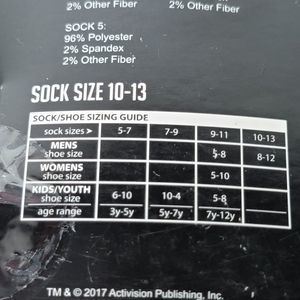 2% Other Fiber 2% Other Fiber
SOCK 5:
96% Polyester
2% Spandex
2% Other Fiber
SOCK SIZE 10-13
SOCK/SHOE SIZING GUIDE
sock sizes > 5-7 7-9 9-11 10-13
MENS
shoe size 5-8 8-12
WOMENS
shoe size 5-10
KIDS/YOUTH
shoe size 6-10 10-4 5-8
age range 3y-5y 5y-7y 7y-12y
TM & © 2017 Activision Publishing, Inc.